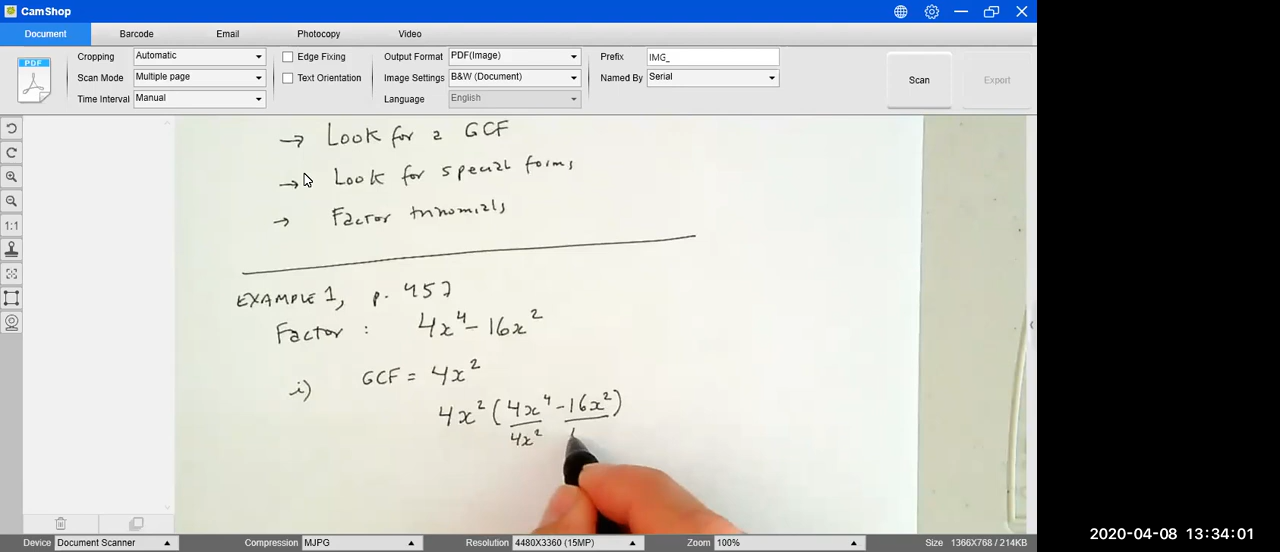 CamShop
Document Barcode Email Photocopy Video
Cropping Automatic Edge Fixing Output Format PDF(Image) Prefix IMG_
PDF Scan Mode Multiple page Text Orientation Image Settings B&W (Document) Named By Serial Scan Export
Time Interval Manual Language English
→ Look for a GCF
→ Look for special forms
→ Factor trinomials
EXAMPLE 1, p. 457
Factor : 4x⁴ - 16x²
i) GCF = 4x²
4x² (4x⁴ - 16x²)
4x²
1:1
Device Document Scanner Compression MJPG Resolution 4480X3360 (15MP) Zoom 100% Size 1366X768 / 214KB
2020-04-08 13:34:01